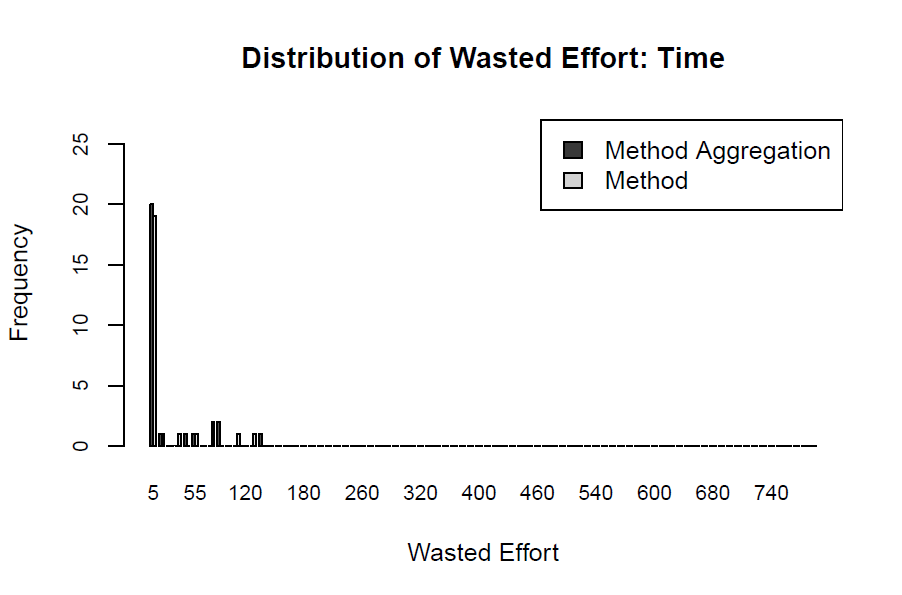 Distribution of Wasted Effort: Time
Method Aggregation
Method
25
20
15
10
5
0
Frequency
5 55 120 180 260 320 400 460 540 600 680 740
Wasted Effort